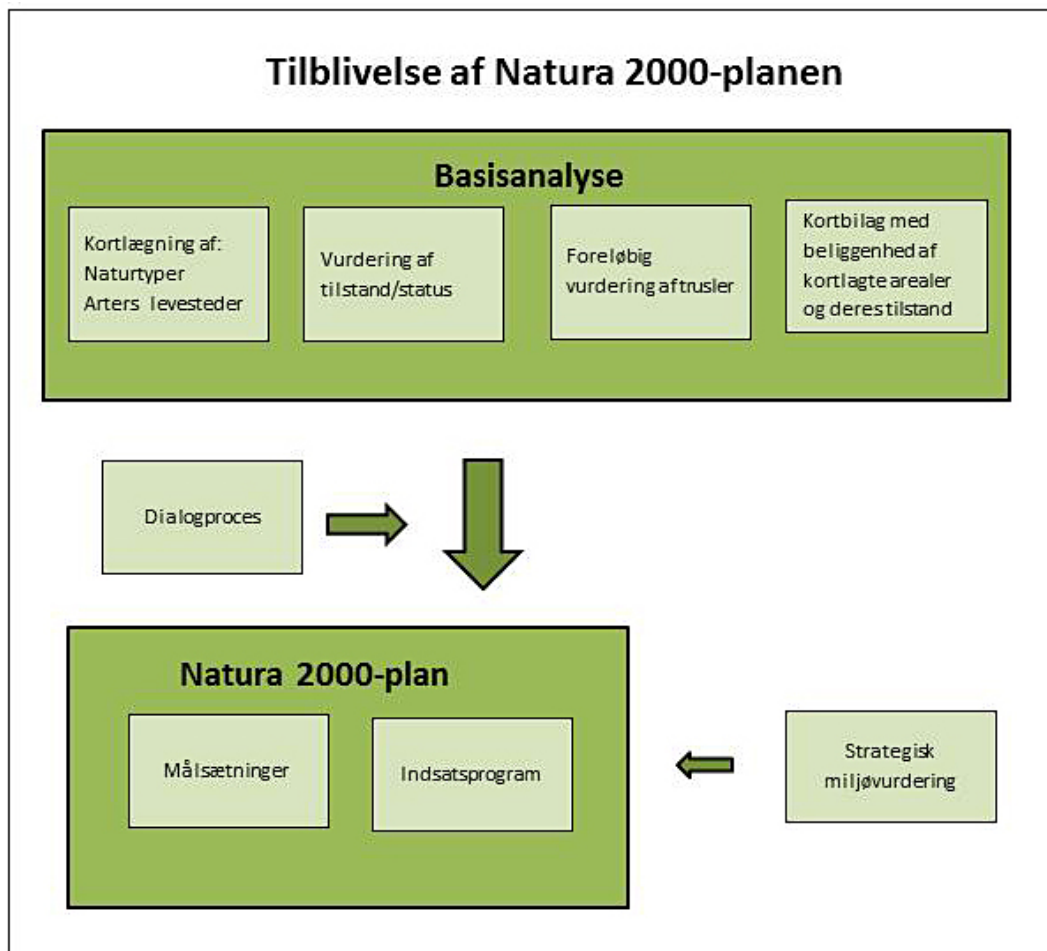 Tilblivelse af Natura 2000-planen
Basisanalyse
Kortlægning af:
Naturtyper
Arters levesteder
Vurdering af
tilstand/status
Foreløbig
vurdering af trusler
Kortbilag med
beliggenhed af
kortlagte arealer
og deres tilstand
Dialogproces
Natura 2000-plan
Målsætninger
Indsatsprogram
Strategisk
miljøvurdering